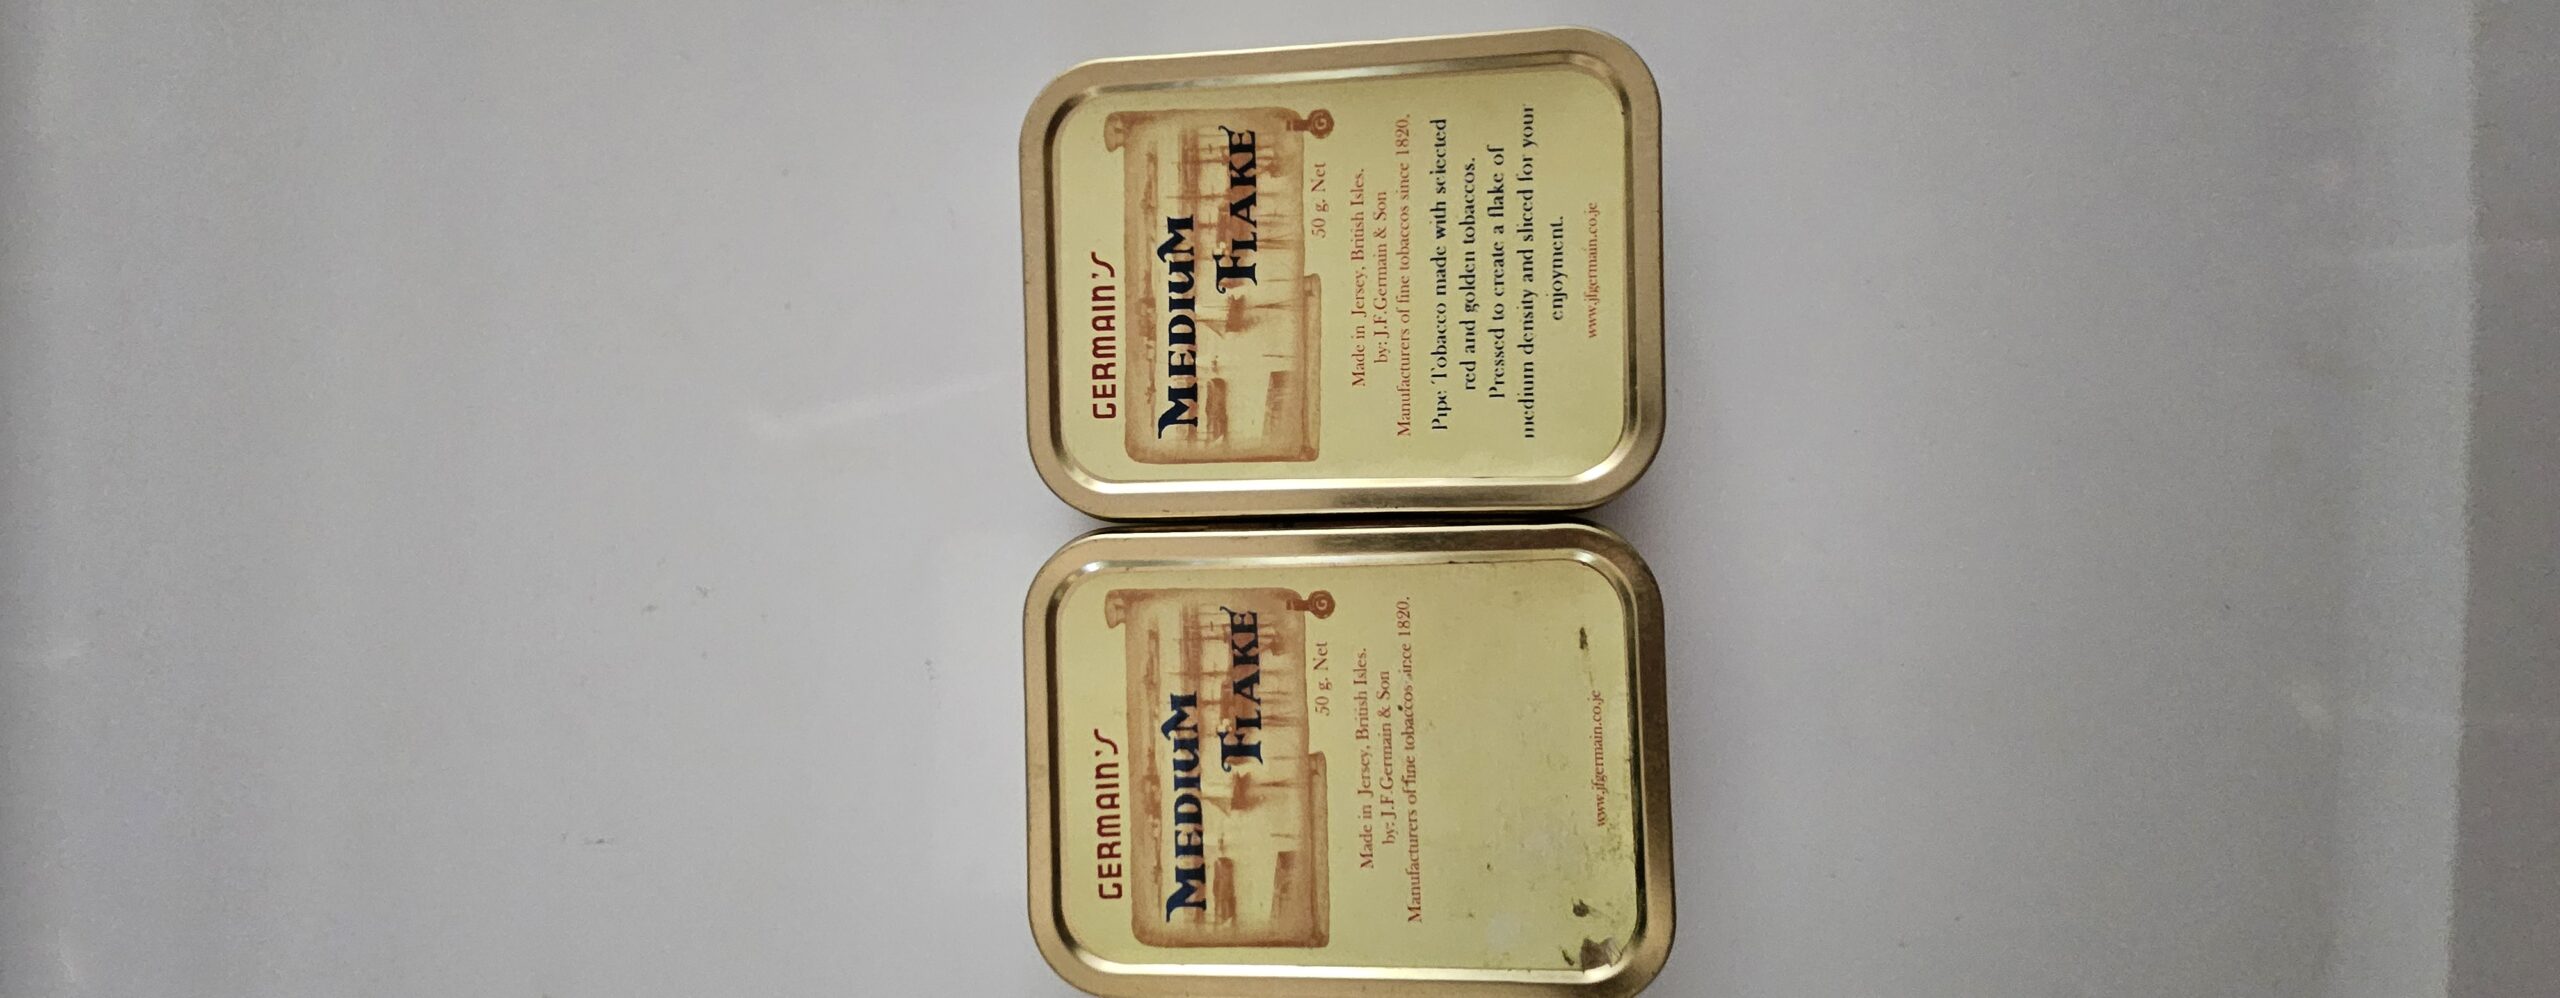 GERMAIN'S
MEDIUM
FLAKE
50 g. Net
Made in Jersey, British Isles.
by: J.F.Germain & Son
Manufacturers of fine tobaccos since 1820.
Pipe Tobacco made with selected
red and golden tobaccos.
Pressed to create a flake of
medium density and sliced for your
enjoyment.
www.jfgermain.co.je
GERMAIN'S
MEDIUM
FLAKE
50 g. Net
Made in Jersey, British Isles.
by: J.F.Germain & Son
Manufacturers of fine tobaccos since 1820.
www.jfgermain.co.je